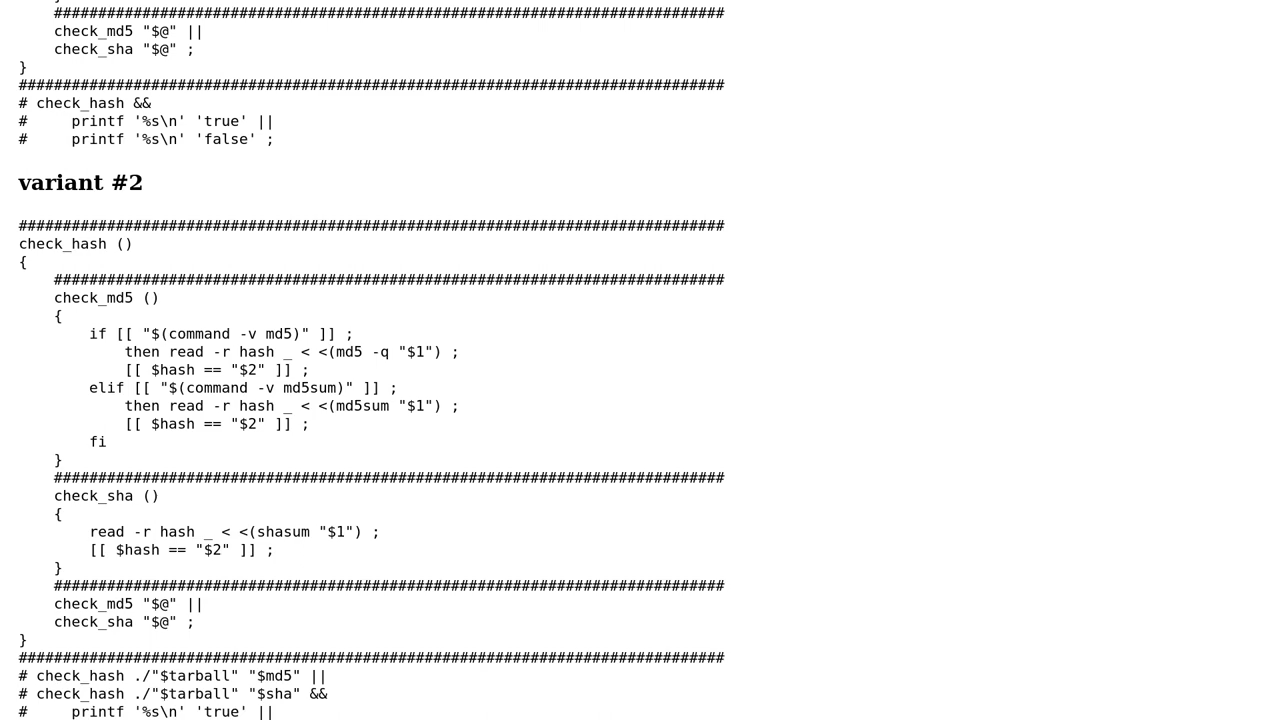 ################################################################################
    check_md5 "$@" ||
    check_sha "$@" ;
}
################################################################################
# check_hash &&
#     printf '%s\n' 'true' ||
#     printf '%s\n' 'false' ;
variant #2
################################################################################
check_hash ()
{
    ############################################################################
    check_md5 ()
    {
        if [[ "$(command -v md5)" ]] ;
            then read -r hash _ < <(md5 -q "$1") ;
            [[ $hash == "$2" ]] ;
        elif [[ "$(command -v md5sum)" ]] ;
            then read -r hash _ < <(md5sum "$1") ;
            [[ $hash == "$2" ]] ;
        fi
    }
    ############################################################################
    check_sha ()
    {
        read -r hash _ < <(shasum "$1") ;
        [[ $hash == "$2" ]] ;
    }
    ############################################################################
    check_md5 "$@" ||
    check_sha "$@" ;
}
################################################################################
# check_hash ./"$tarball" "$md5" ||
# check_hash ./"$tarball" "$sha" &&
#     printf '%s\n' 'true' ||